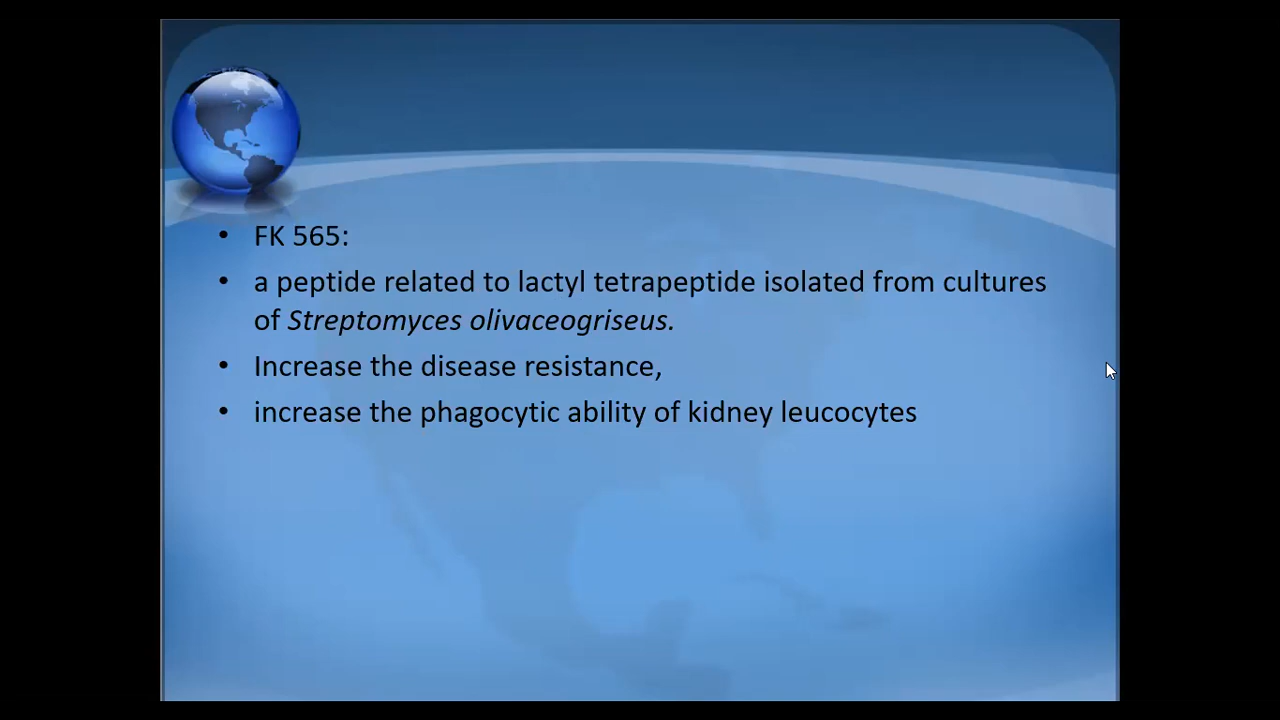 • FK 565:
• a peptide related to lactyl tetrapeptide isolated from cultures
of Streptomyces olivaceogriseus.
• Increase the disease resistance,
• increase the phagocytic ability of kidney leucocytes